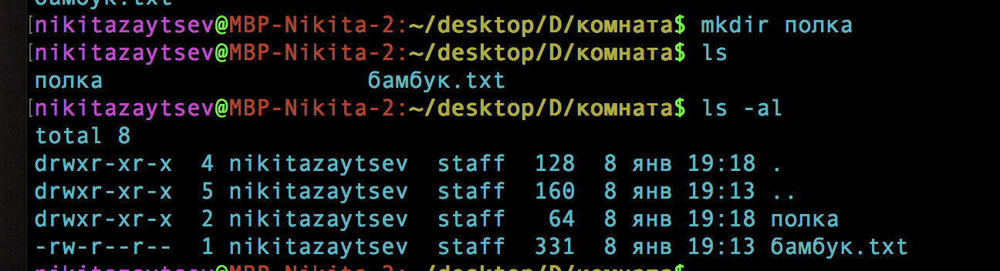 бамбук.txt
[nikitazaytsev@MBP-Nikita-2:~/desktop/D/комната$ mkdir полка
[nikitazaytsev@MBP-Nikita-2:~/desktop/D/комната$ ls
полка бамбук.txt
[nikitazaytsev@MBP-Nikita-2:~/desktop/D/комната$ ls -al
total 8
drwxr-xr-x 4 nikitazaytsev staff 128 8 янв 19:18 .
drwxr-xr-x 5 nikitazaytsev staff 160 8 янв 19:13 ..
drwxr-xr-x 2 nikitazaytsev staff 64 8 янв 19:18 полка
-rw-r--r-- 1 nikitazaytsev staff 331 8 янв 19:13 бамбук.txt
nikitazaytsev@MBP-Nikita-2:~/desktop/D/комната$